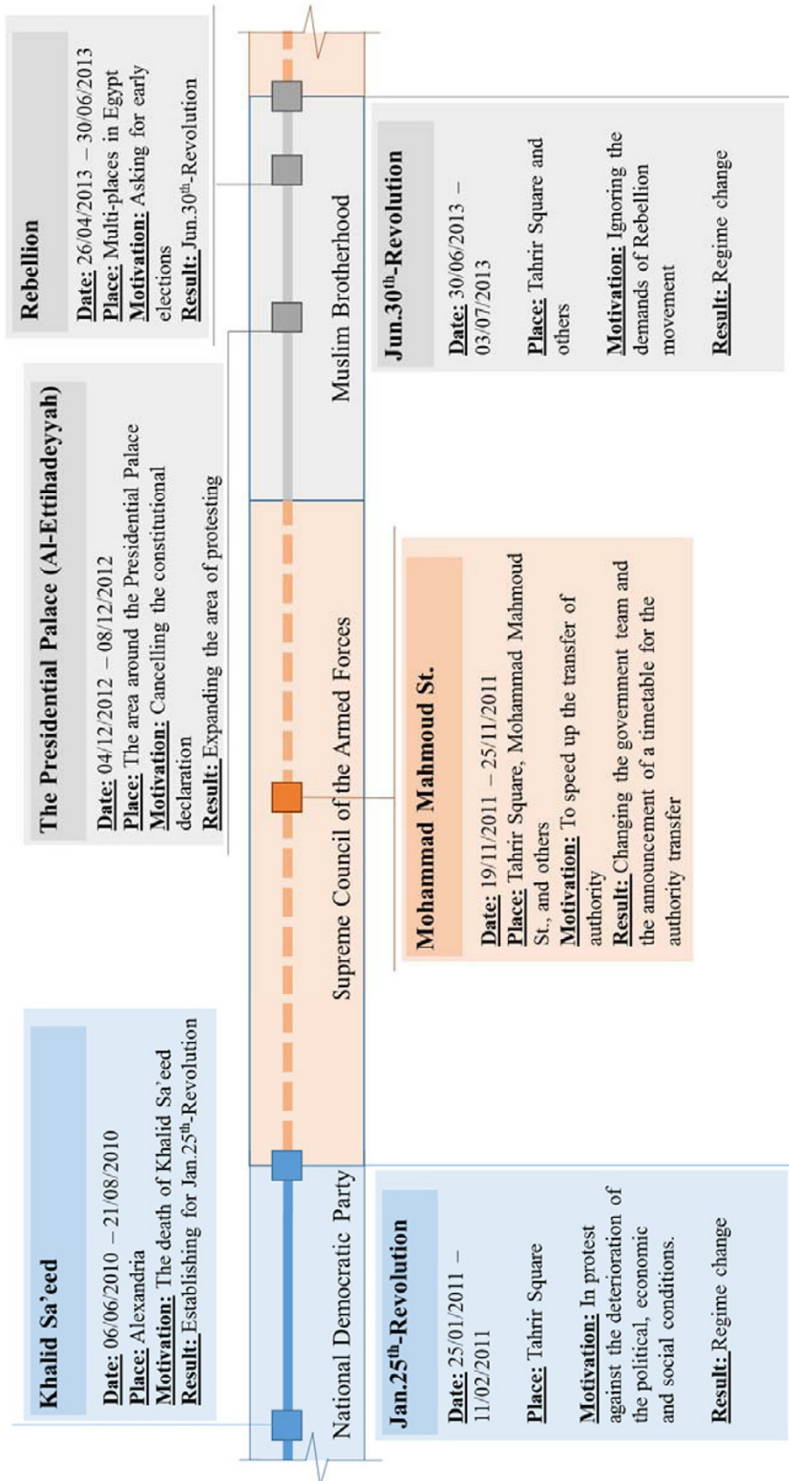 Khalid Sa’eed
Date: 06/06/2010 – 21/08/2010
Place: Alexandria
Motivation: The death of Khalid Sa’eed
Result: Establishing for Jan.25th-Revolution
The Presidential Palace (Al-Ettihadeyyah)
Date: 04/12/2012 – 08/12/2012
Place: The area around the Presidential Palace
Motivation: Cancelling the constitutional
declaration
Result: Expanding the area of protesting
Rebellion
Date: 26/04/2013 – 30/06/2013
Place: Multi-places in Egypt
Motivation: Asking for early
elections
Result: Jun.30th-Revolution
National Democratic Party
Supreme Council of the Armed Forces
Muslim Brotherhood
Jan.25th-Revolution
Date: 25/01/2011 –
11/02/2011
Place: Tahrir Square
Motivation: In protest
against the deterioration of
the political, economic
and social conditions.
Result: Regime change
Mohammad Mahmoud St.
Date: 19/11/2011 – 25/11/2011
Place: Tahrir Square, Mohammad Mahmoud
St., and others
Motivation: To speed up the transfer of
authority
Result: Changing the government team and
the announcement of a timetable for the
authority transfer
Jun.30th-Revolution
Date: 30/06/2013 –
03/07/2013
Place: Tahrir Square and
others
Motivation: Ignoring the
demands of Rebellion
movement
Result: Regime change